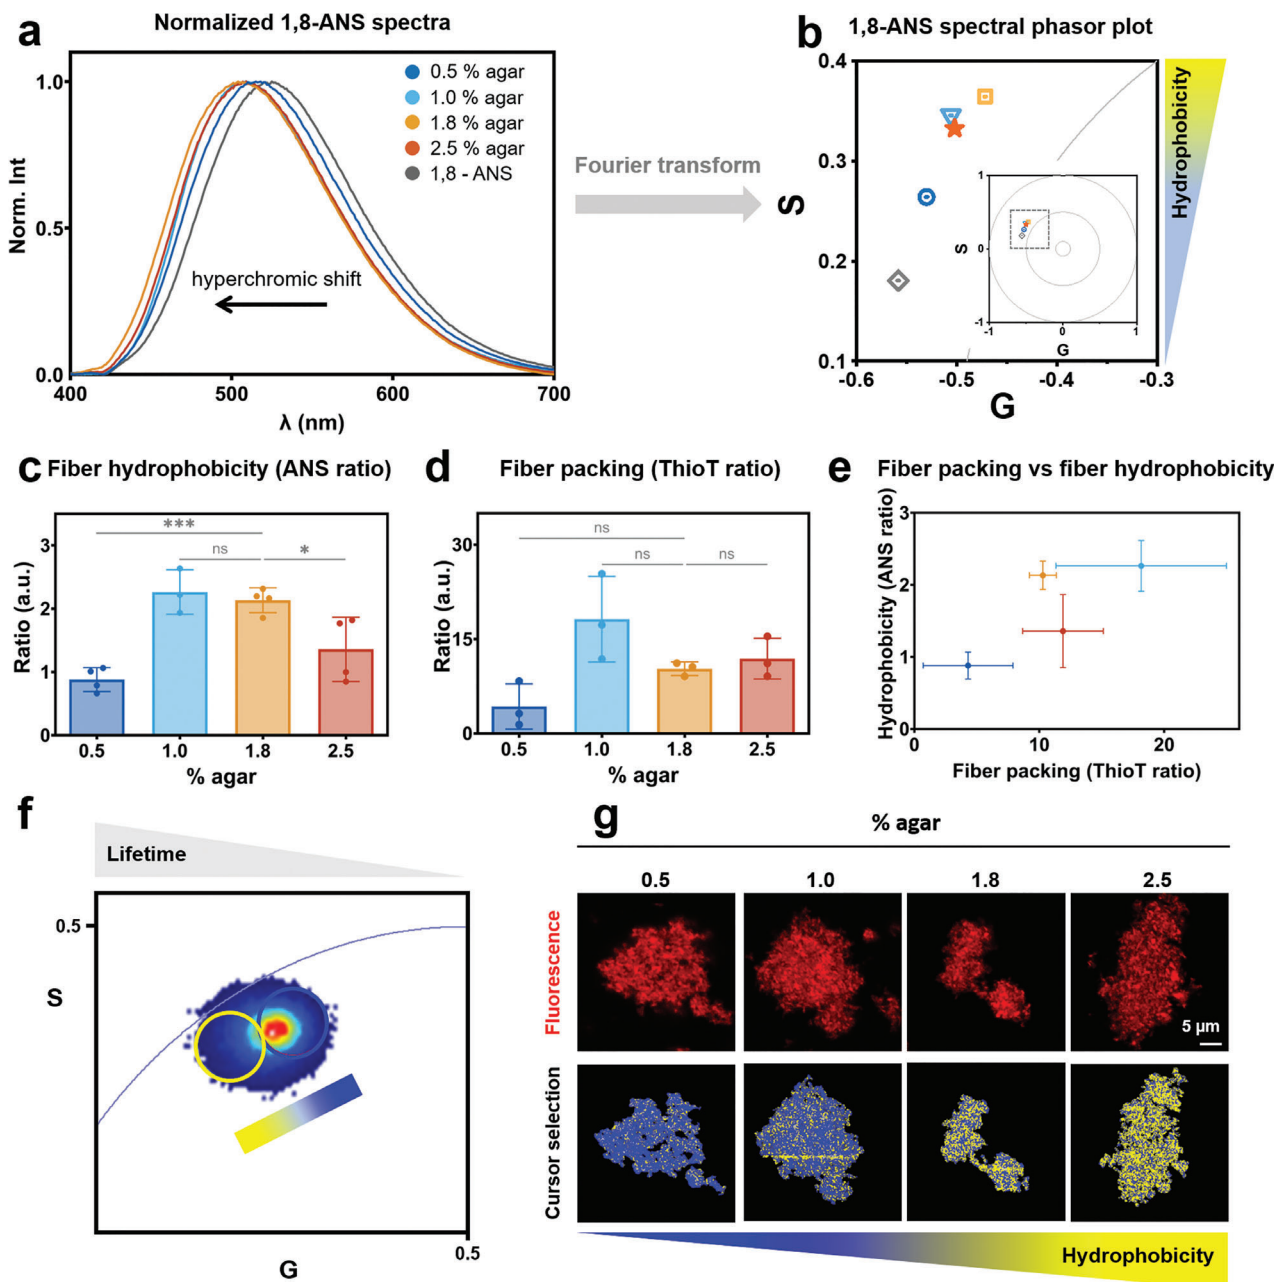 a
Normalized 1,8-ANS spectra
1.0
0.5
0.0
Norm. Int
0.5 % agar
1.0 % agar
1.8 % agar
2.5 % agar
1,8 - ANS
hyperchromic shift
400
500
600
700
λ (nm)
Fourier transform
b
1,8-ANS spectral phasor plot
0.4
0.3
0.2
0.1
S
1
0
-1
S
-1
0
1
G
-0.6
-0.5
-0.4
-0.3
G
Hydrophobicity
c
Fiber hydrophobicity (ANS ratio)
3
2
1
0
Ratio (a.u.)
***
ns
*
0.5
1.0
1.8
2.5
% agar
d
Fiber packing (ThioT ratio)
30
15
0
Ratio (a.u.)
ns
ns
ns
0.5
1.0
1.8
2.5
% agar
e
Fiber packing vs fiber hydrophobicity
3
2
1
0
Hydrophobicity (ANS ratio)
0
10
20
Fiber packing (ThioT ratio)
f
Lifetime
0.5
S
0.5
G
g
% agar
0.5
1.0
1.8
2.5
Fluorescence
5 µm
Cursor selection
Hydrophobicity